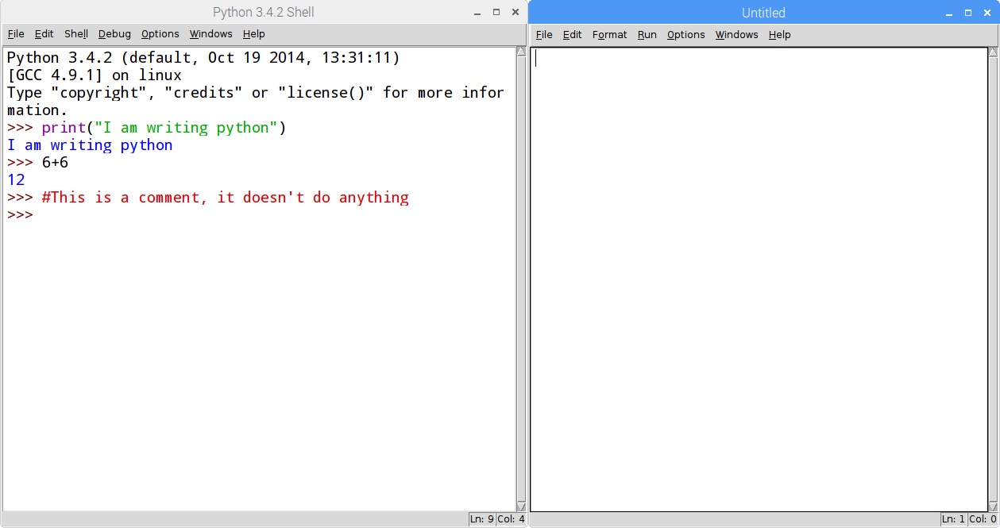 Python 3.4.2 Shell
File Edit Shell Debug Options Windows Help
Python 3.4.2 (default, Oct 19 2014, 13:31:11)
[GCC 4.9.1] on linux
Type "copyright", "credits" or "license()" for more infor
mation.
>>> print("I am writing python")
I am writing python
>>> 6+6
12
>>> #This is a comment, it doesn't do anything
>>>
Ln: 9 Col: 4
Untitled
File Edit Format Run Options Windows Help
Ln: 1 Col: 0